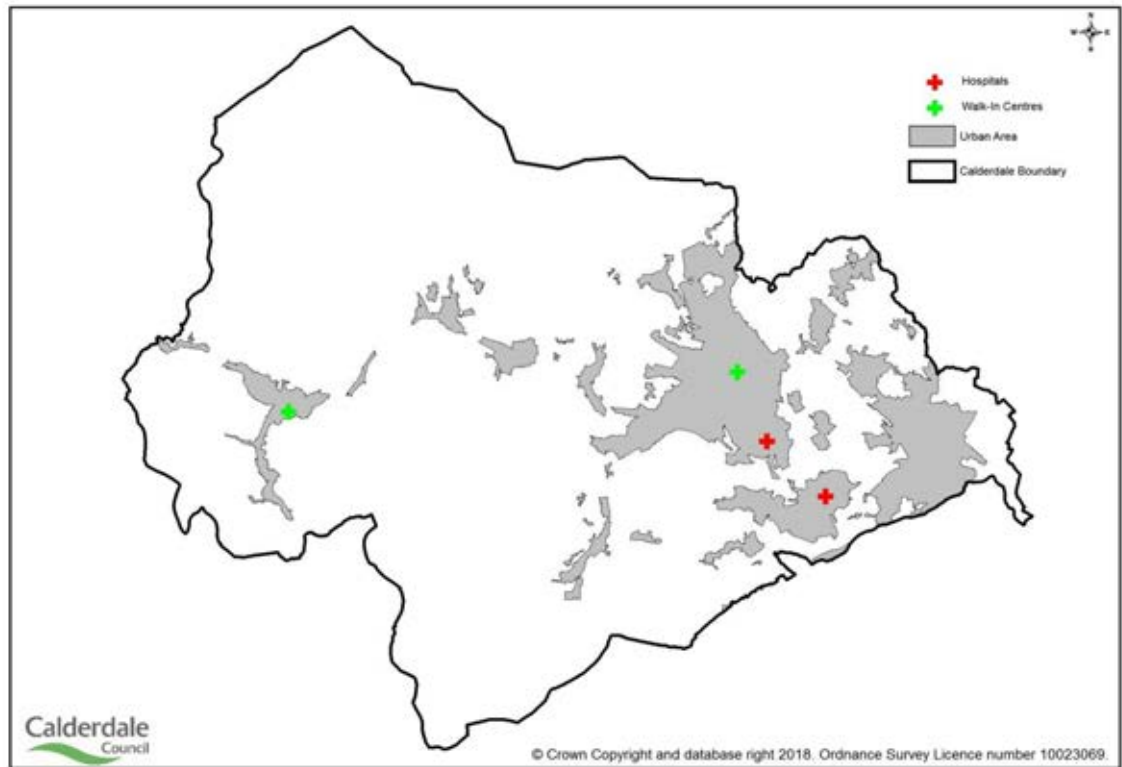 N
W E
S
Hospitals
Walk-In Centres
Urban Area
Calderdale Boundary
Calderdale
Council
© Crown Copyright and database right 2018. Ordnance Survey Licence number 10023069.